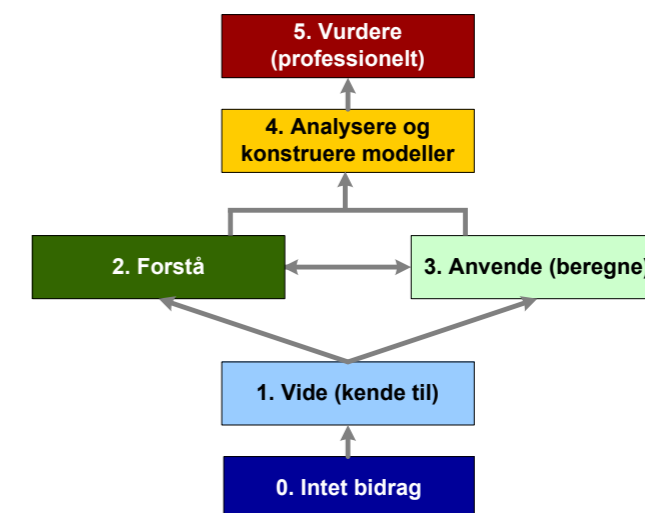 5. Vurdere
(professionelt)
4. Analysere og
konstruere modeller
2. Forstå
3. Anvende (beregne)
1. Vide (kende til)
0. Intet bidrag